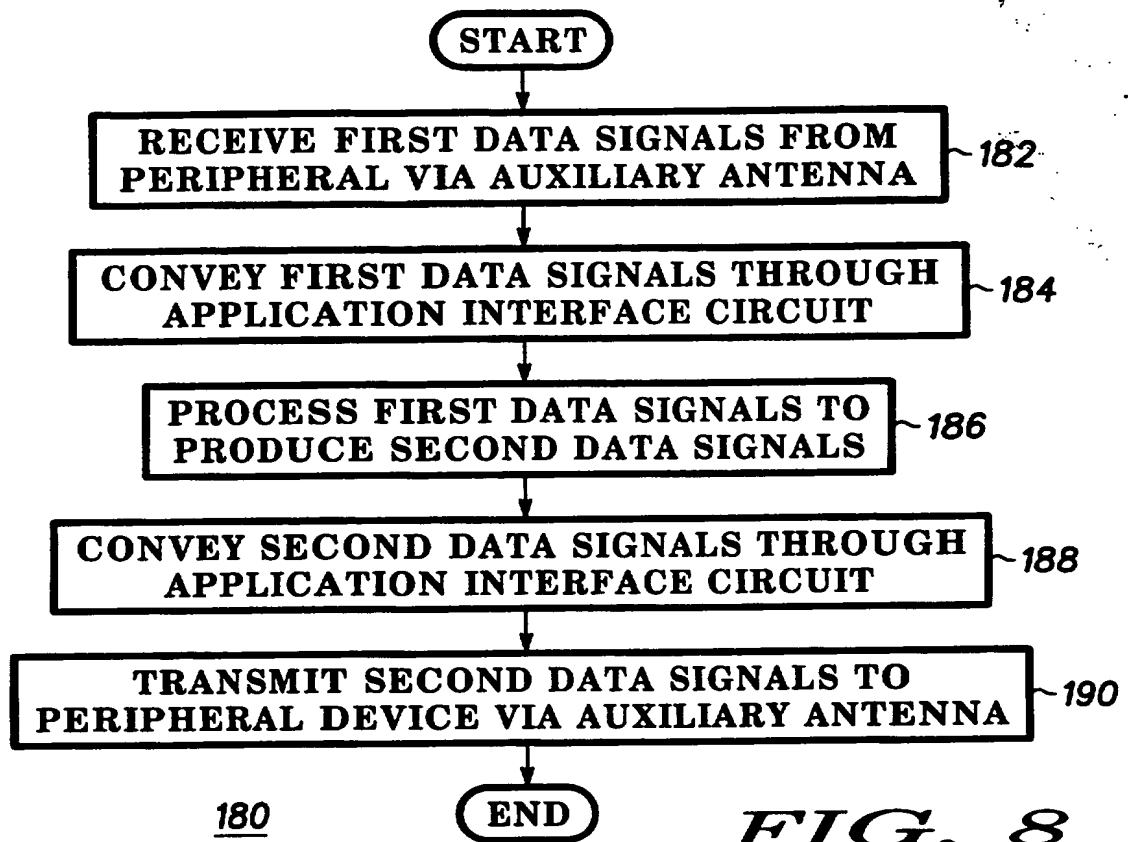 START
RECEIVE FIRST DATA SIGNALS FROM
PERIPHERAL VIA AUXILIARY ANTENNA
182
CONVEY FIRST DATA SIGNALS THROUGH
APPLICATION INTERFACE CIRCUIT
184
PROCESS FIRST DATA SIGNALS TO
PRODUCE SECOND DATA SIGNALS
186
CONVEY SECOND DATA SIGNALS THROUGH
APPLICATION INTERFACE CIRCUIT
188
TRANSMIT SECOND DATA SIGNALS TO
PERIPHERAL DEVICE VIA AUXILIARY ANTENNA
190
180
END
FIG. 8